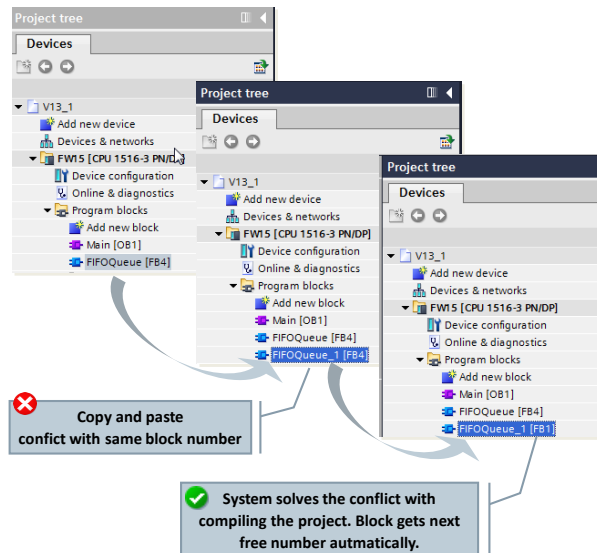 Project tree
Devices
V13_1
Add new device
Devices & networks
FW15 [CPU 1516-3 PN/DP]
Device configuration
Online & diagnostics
Program blocks
Add new block
Main [OB1]
FIFOQueue [FB4]
Project tree
Devices
V13_1
Add new device
Devices & networks
FW15 [CPU 1516-3 PN/DP]
Device configuration
Online & diagnostics
Program blocks
Add new block
Main [OB1]
FIFOQueue [FB4]
FIFOQueue_1 [FB4]
Project tree
Devices
V13_1
Add new device
Devices & networks
FW15 [CPU 1516-3 PN/DP]
Device configuration
Online & diagnostics
Program blocks
Add new block
Main [OB1]
FIFOQueue [FB4]
FIFOQueue_1 [FB1]
Copy and paste
confict with same block number
System solves the conflict with
compiling the project. Block gets next
free number autmatically.